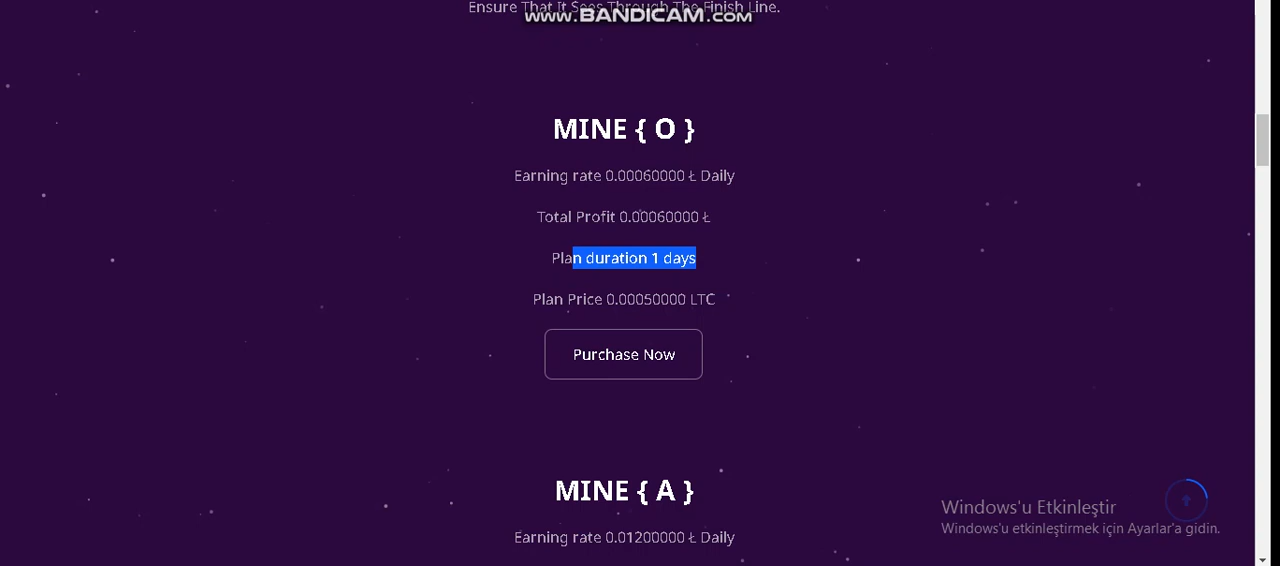 Ensure That It Sees Through The Finish Line.
www.BANDICAM.com
MINE { O }
Earning rate 0.00060000 Ł Daily
Total Profit 0.00060000 Ł
Plan duration 1 days
Plan Price 0.00050000 LTC
Purchase Now
MINE { A }
Earning rate 0.01200000 Ł Daily
Windows'u Etkinleştir
Windows'u etkinleştirmek için Ayarlar'a gidin.